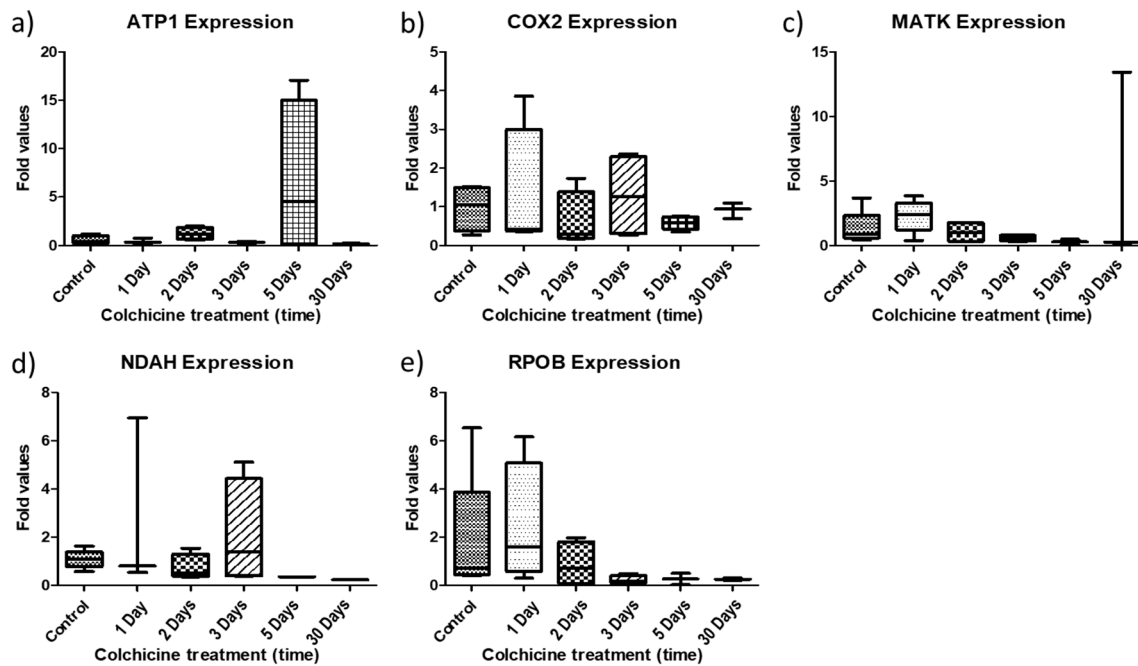 a)
ATP1 Expression
20
15
10
5
0
Fold values
Control
1 Day
2 Days
3 Days
5 Days
30 Days
Colchicine treatment (time)
b)
COX2 Expression
5
4
3
2
1
0
Fold values
Control
1 Day
2 Days
3 Days
5 Days
30 Days
Colchicine treatment (time)
c)
MATK Expression
15
10
5
0
Fold values
Control
1 Day
2 Days
3 Days
5 Days
30 Days
Colchicine treatment (time)
d)
NDAH Expression
8
6
4
2
0
Fold values
Control
1 Day
2 Days
3 Days
5 Days
30 Days
Colchicine treatment (time)
e)
RPOB Expression
8
6
4
2
0
Fold values
Control
1 Day
2 Days
3 Days
5 Days
30 Days
Colchicine treatment (time)